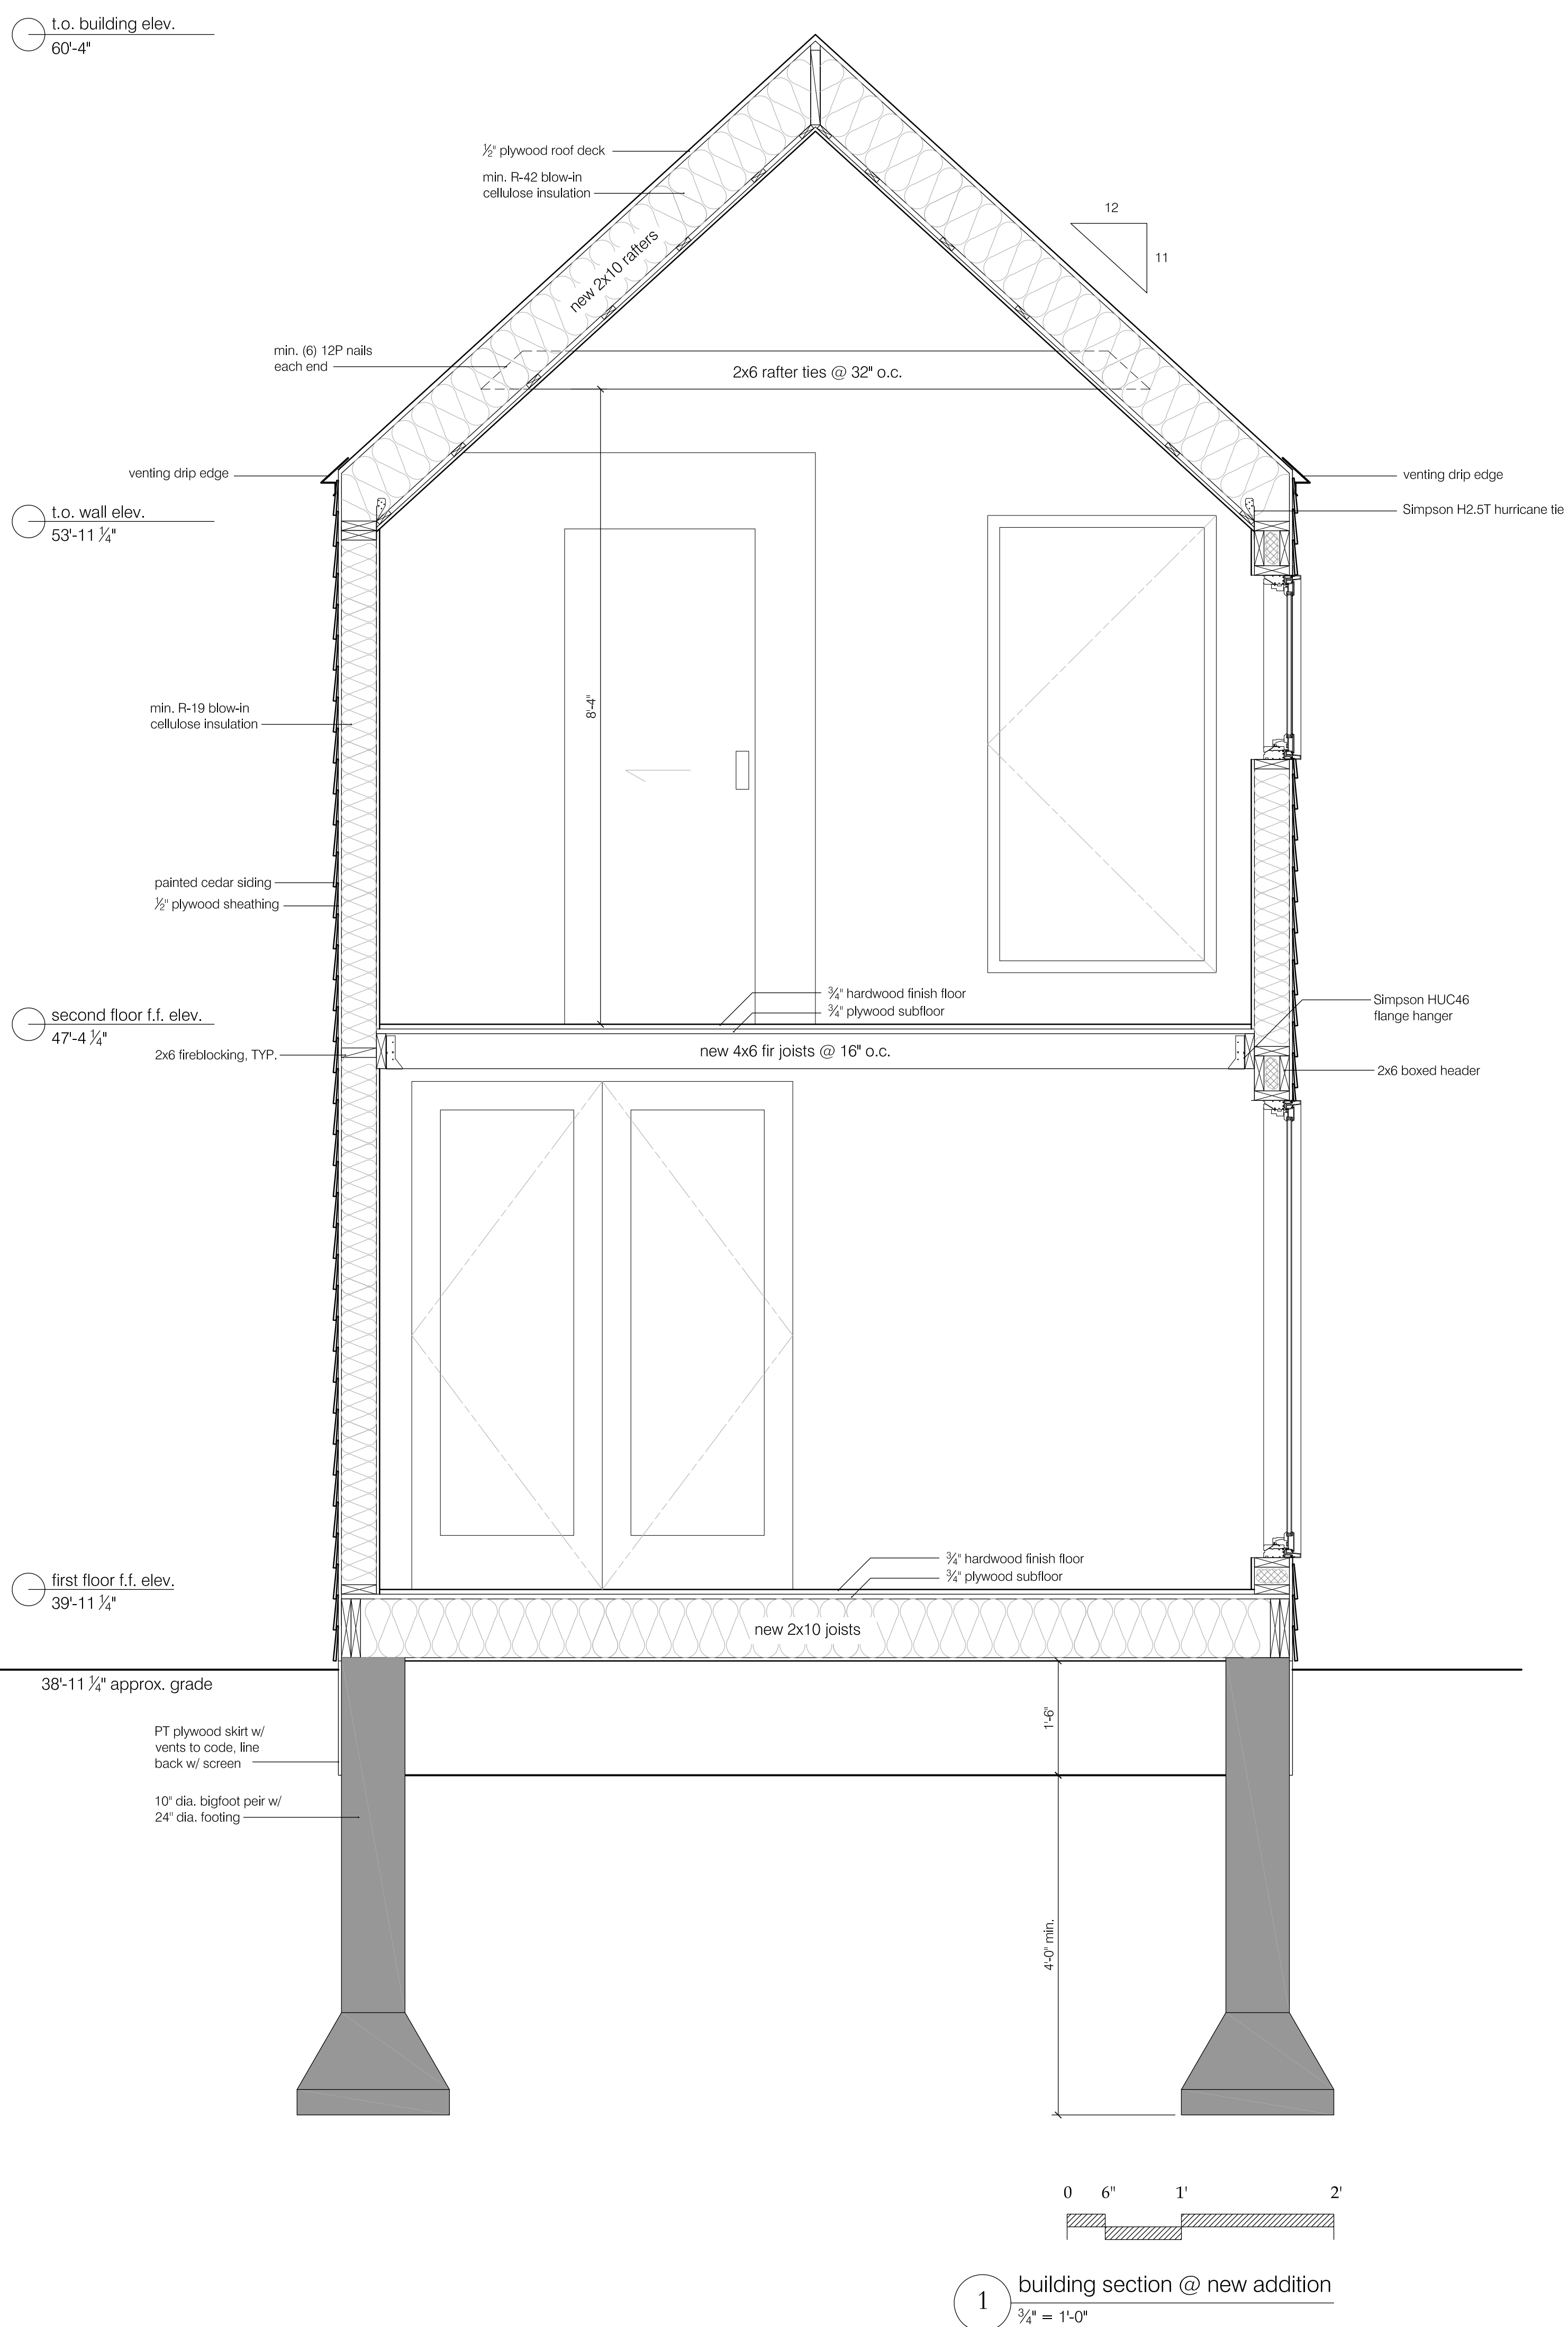 t.o. building elev.
60'-4"
½" plywood roof deck
min. R-42 blow-in
cellulose insulation
new 2x10 rafters
12
11
min. (6) 12P nails
each end
2x6 rafter ties @ 32" o.c.
venting drip edge
venting drip edge
t.o. wall elev.
53'-11 ¼"
Simpson H2.5T hurricane tie
8'-4"
min. R-19 blow-in
cellulose insulation
painted cedar siding
½" plywood sheathing
¾" hardwood finish floor
¾" plywood subfloor
Simpson HUC46
flange hanger
second floor f.f. elev.
47'-4 ¼"
2x6 fireblocking, TYP.
new 4x6 fir joists @ 16" o.c.
2x6 boxed header
¾" hardwood finish floor
¾" plywood subfloor
first floor f.f. elev.
39'-11 ¼"
new 2x10 joists
38'-11 ¼" approx. grade
1'-6"
PT plywood skirt w/
vents to code, line
back w/ screen
10" dia. bigfoot peir w/
24" dia. footing
4'-0" min.
0 6" 1' 2'
1
building section @ new addition
¾" = 1'-0"